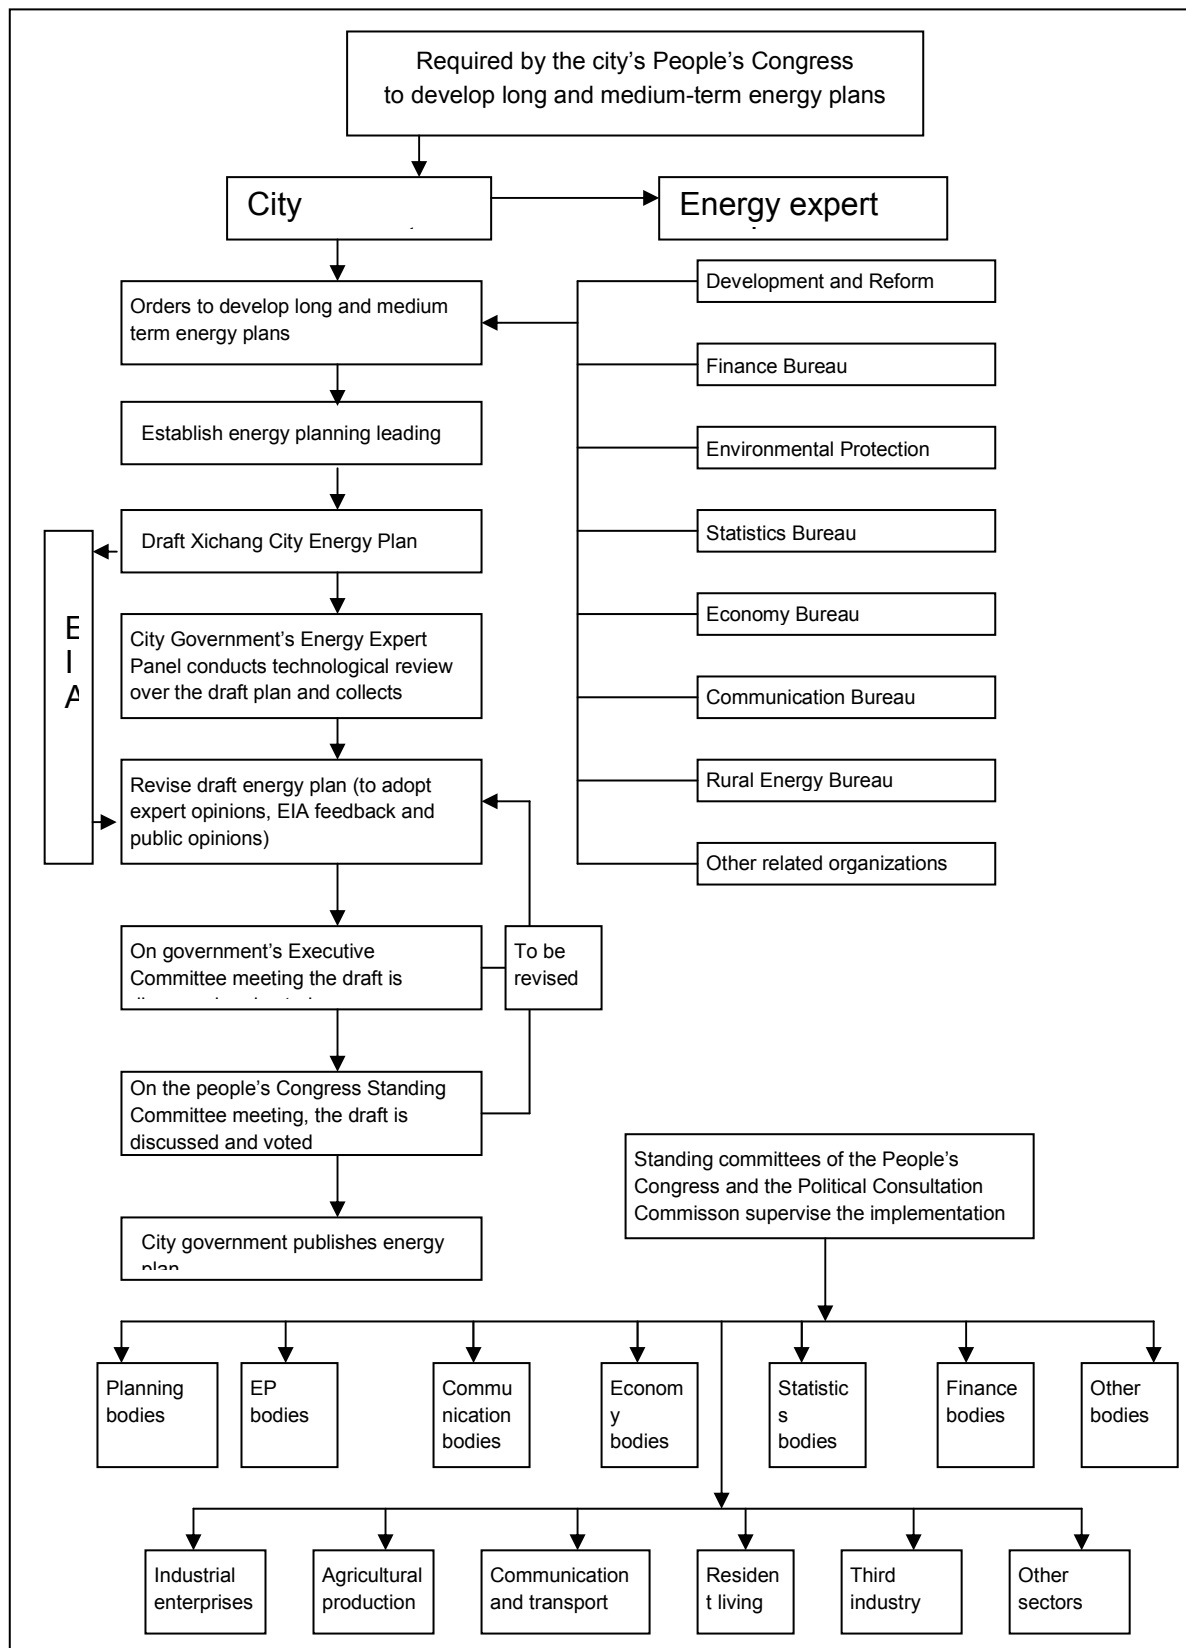 Required by the city’s People’s Congress
to develop long and medium-term energy plans
City
Energy expert
Orders to develop long and medium
term energy plans
Establish energy planning leading
Draft Xichang City Energy Plan
E
I
A
City Government’s Energy Expert
Panel conducts technological review
over the draft plan and collects
Revise draft energy plan (to adopt
expert opinions, EIA feedback and
public opinions)
On government’s Executive
Committee meeting the draft is
To be
revised
On the people’s Congress Standing
Committee meeting, the draft is
discussed and voted
City government publishes energy
plan
Development and Reform
Finance Bureau
Environmental Protection
Statistics Bureau
Economy Bureau
Communication Bureau
Rural Energy Bureau
Other related organizations
Standing committees of the People’s
Congress and the Political Consultation
Commisson supervise the implementation
Planning
bodies
EP
bodies
Commu
nication
bodies
Econom
y
bodies
Statistic
s
bodies
Finance
bodies
Other
bodies
Industrial
enterprises
Agricultural
production
Communication
and transport
Residen
t living
Third
industry
Other
sectors